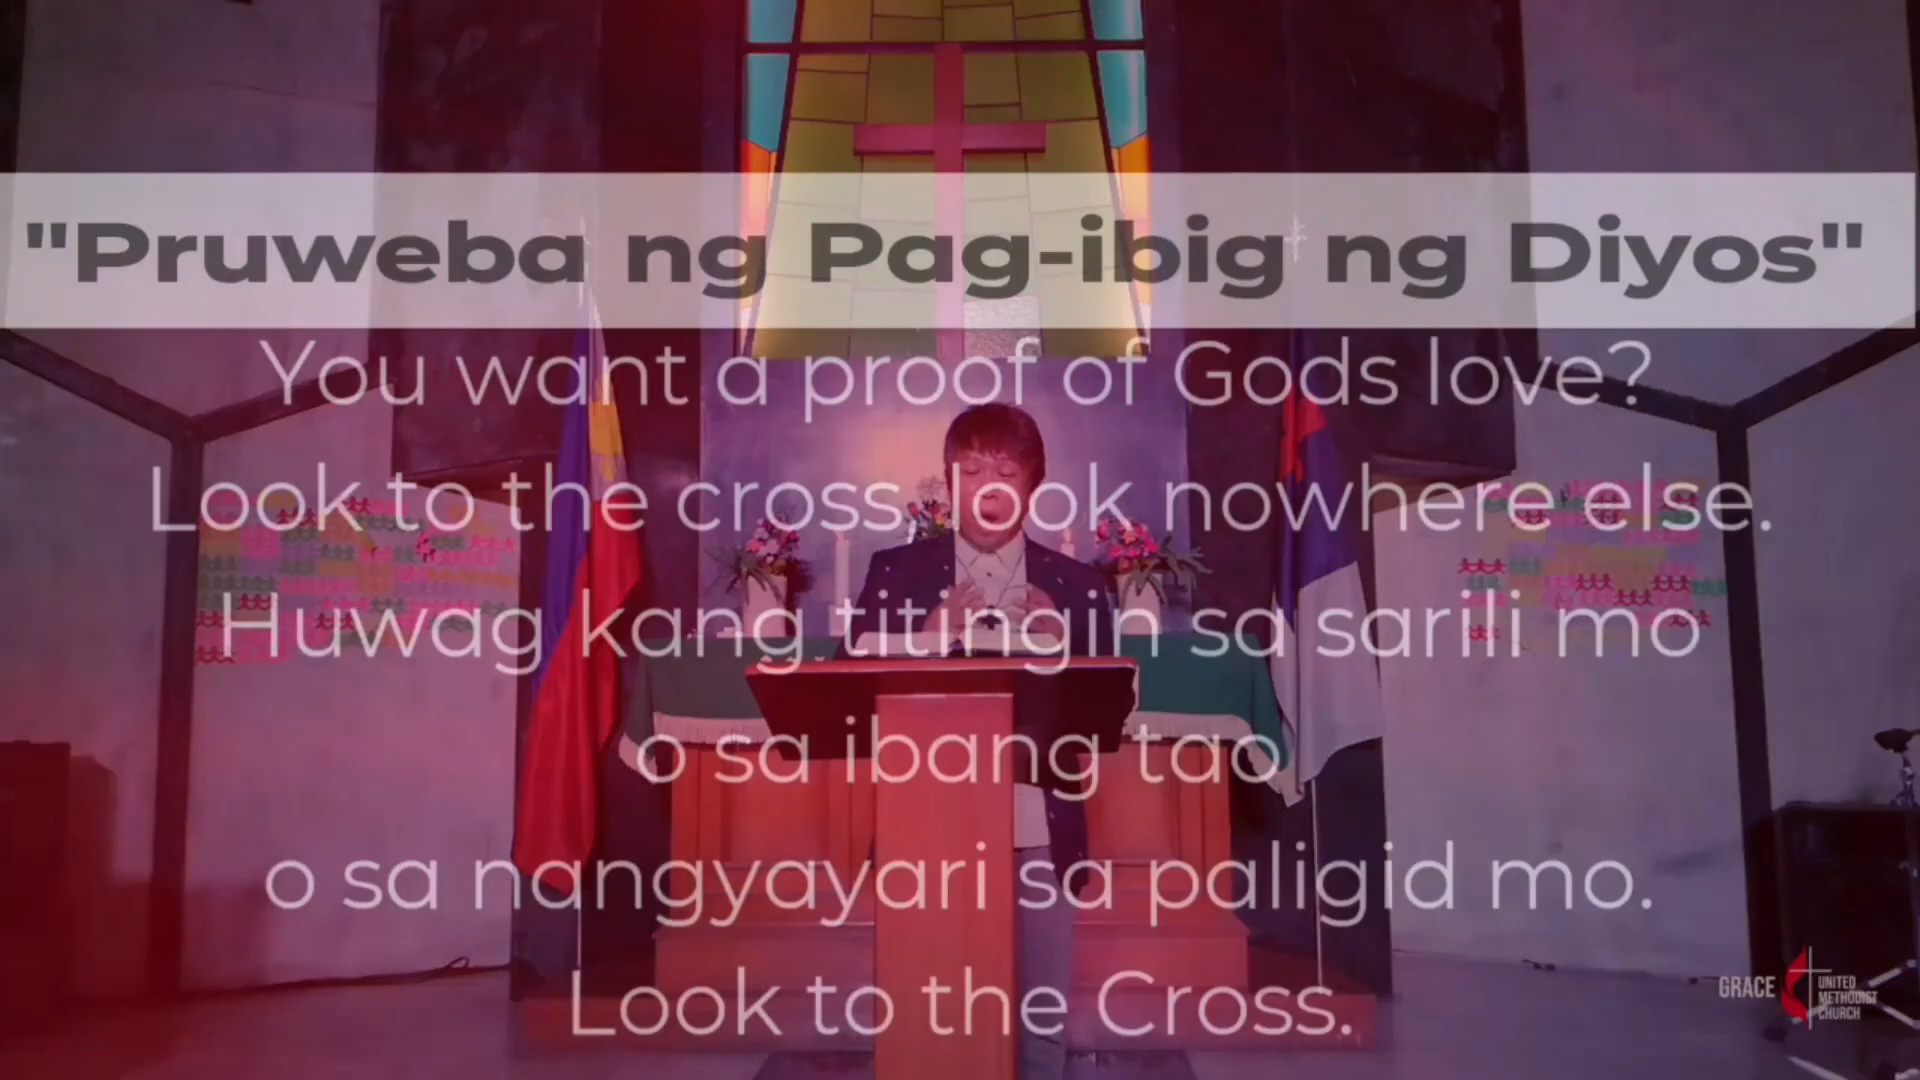 "Pruweba ng Pag-ibig ng Diyos"
You want a proof of Gods love?
Look to the cross, look nowhere else.
Huwag kang titingin sa sarili mo
o sa ibang tao
o sa nangyayari sa paligid mo.
Look to the Cross.
GRACE
UNITED
METHODIST
CHURCH